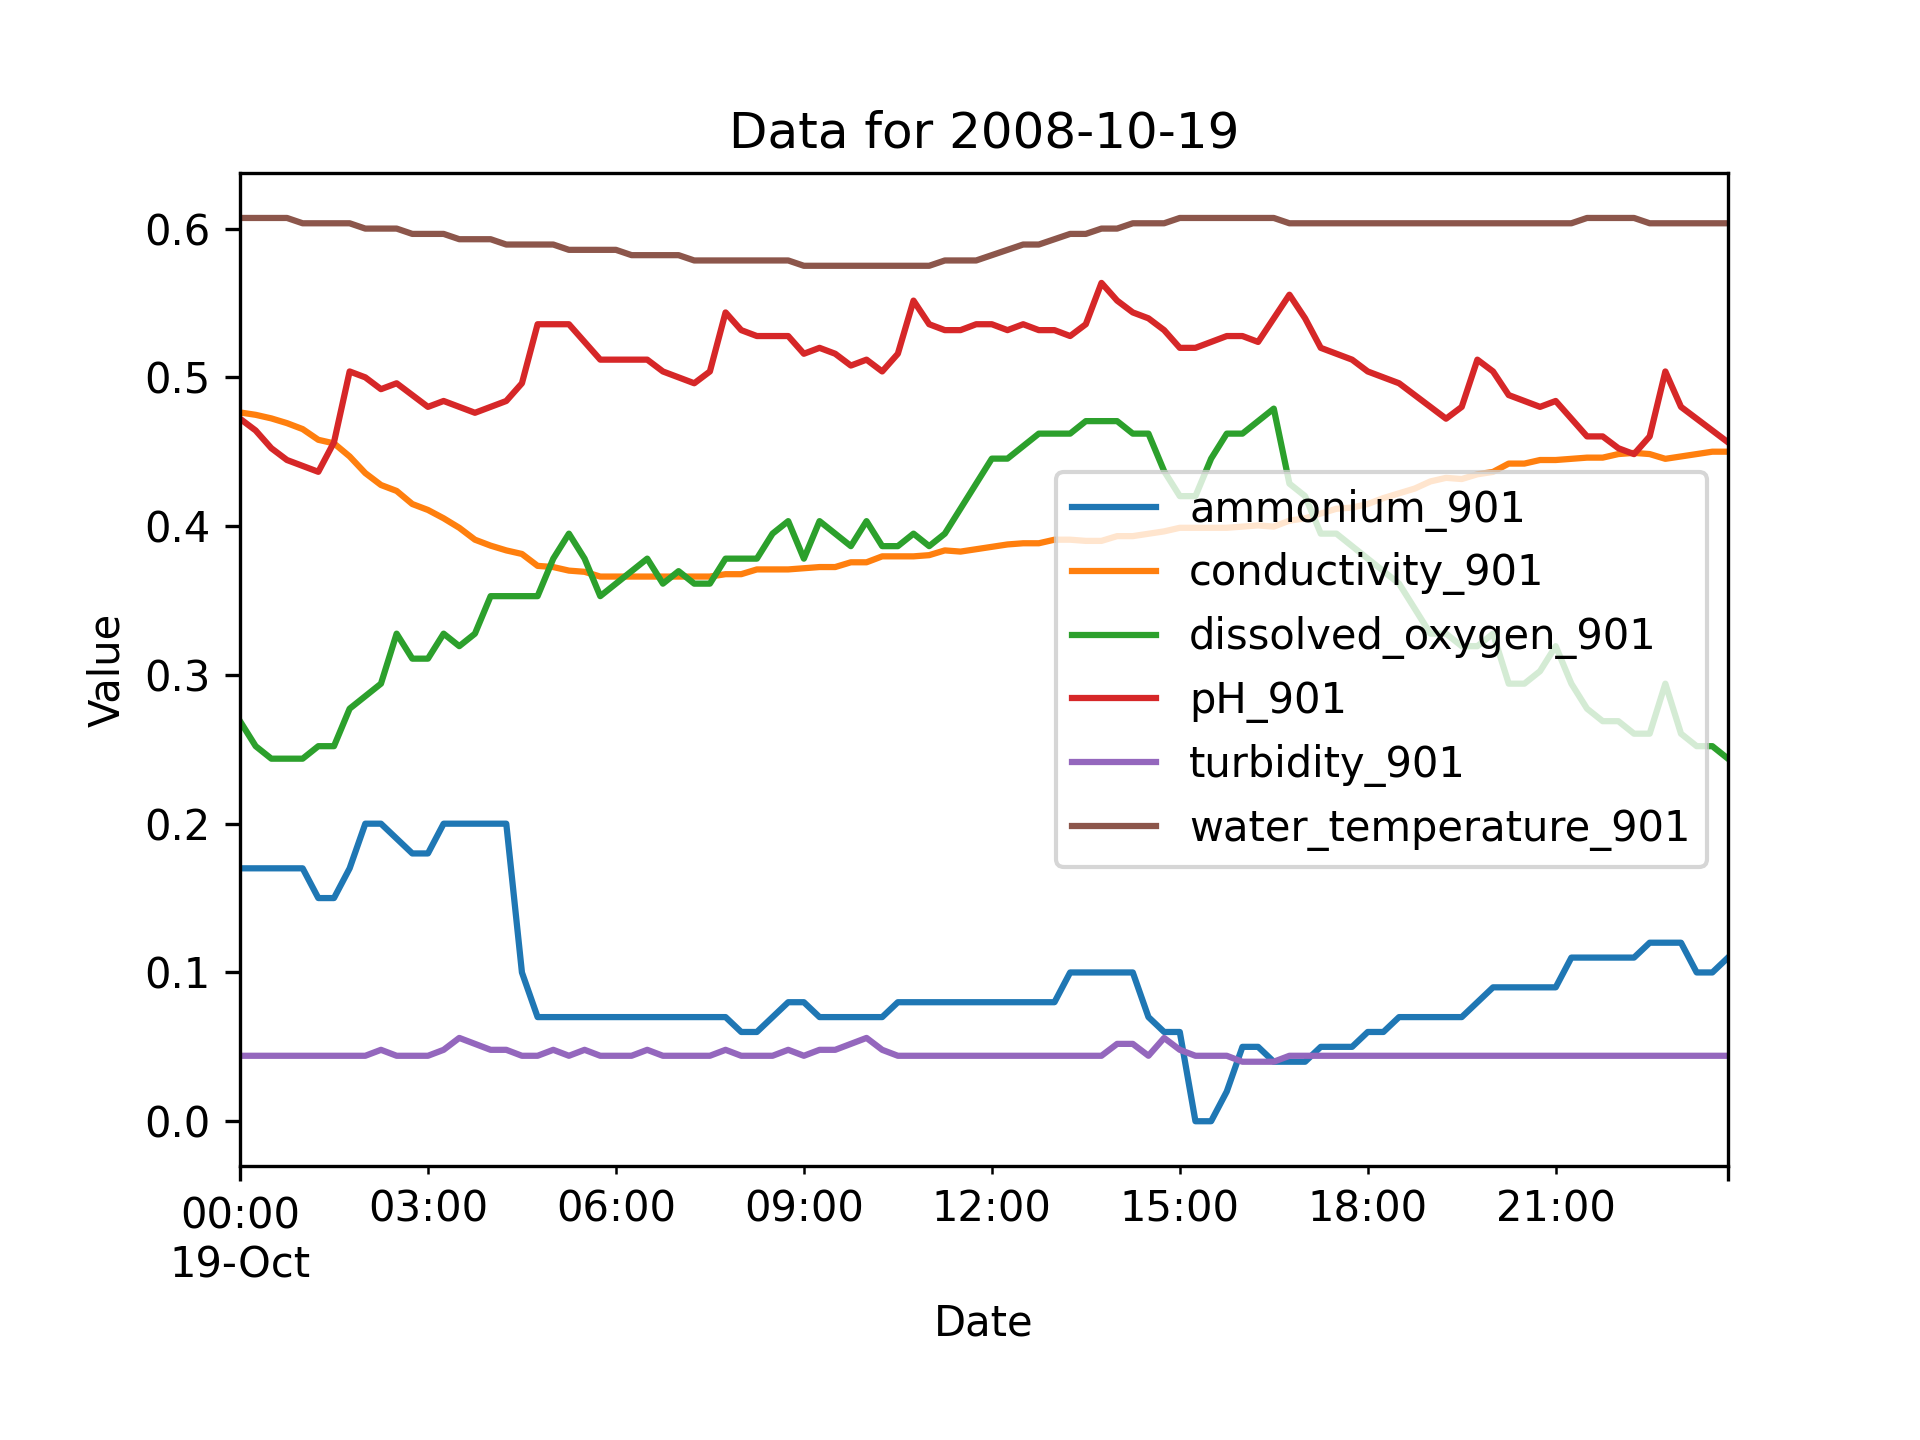 Data for 2008-10-19
Value
0.6
0.5
0.4
0.3
0.2
0.1
0.0
ammonium_901
conductivity_901
dissolved_oxygen_901
pH_901
turbidity_901
water_temperature_901
00:00 03:00 06:00 09:00 12:00 15:00 18:00 21:00
19-Oct
Date